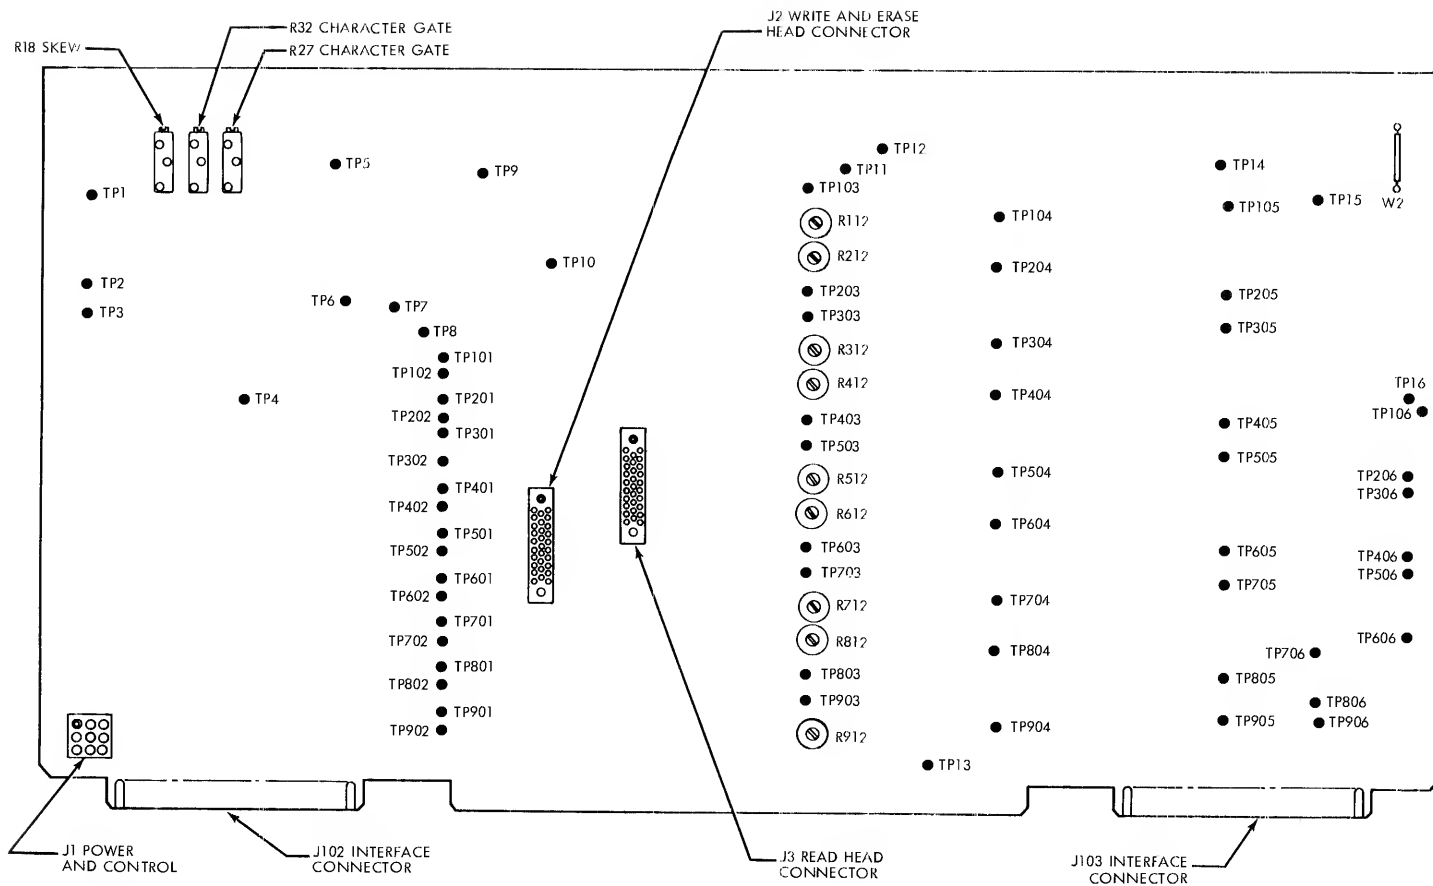 R18 SKEW
R32 CHARACTER GATE
R27 CHARACTER GATE
J2 WRITE AND ERASE
HEAD CONNECTOR
TP1
TP2
TP3
TP4
TP5
TP6
TP7
TP8
TP9
TP10
TP101
TP102
TP201
TP202
TP301
TP302
TP401
TP402
TP501
TP502
TP601
TP602
TP701
TP702
TP801
TP802
TP901
TP902
TP12
TP11
TP103
R112
R212
TP203
TP303
R312
R412
TP403
TP503
R512
R612
TP603
TP703
R712
R812
TP803
TP903
R912
TP13
TP104
TP204
TP304
TP404
TP504
TP604
TP704
TP804
TP904
TP14
TP105
TP15
W2
TP205
TP305
TP405
TP505
TP605
TP705
TP805
TP905
TP16
TP106
TP206
TP306
TP406
TP506
TP606
TP706
TP806
TP906
J1 POWER
AND CONTROL
J102 INTERFACE
CONNECTOR
J3 READ HEAD
CONNECTOR
J103 INTERFACE
CONNECTOR